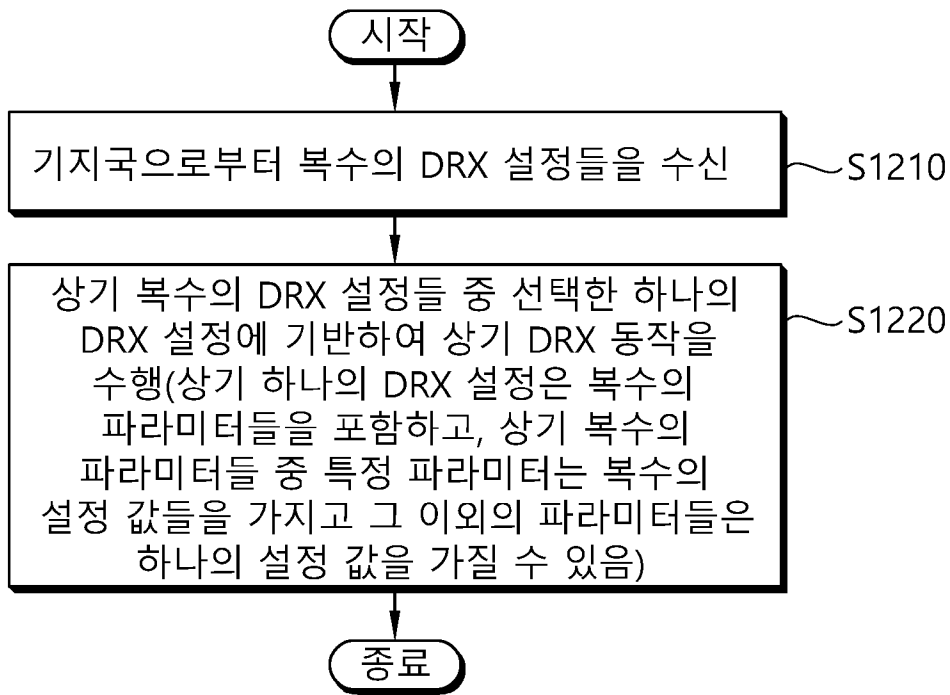 시작
기지국으로부터 복수의 DRX 설정들을 수신
S1210
상기 복수의 DRX 설정들 중 선택한 하나의
DRX 설정에 기반하여 상기 DRX 동작을
수행(상기 하나의 DRX 설정은 복수의
파라미터들을 포함하고, 상기 복수의
파라미터들 중 특정 파라미터는 복수의
설정 값들을 가지고 그 이외의 파라미터들은
하나의 설정 값을 가질 수 있음)
S1220
종료